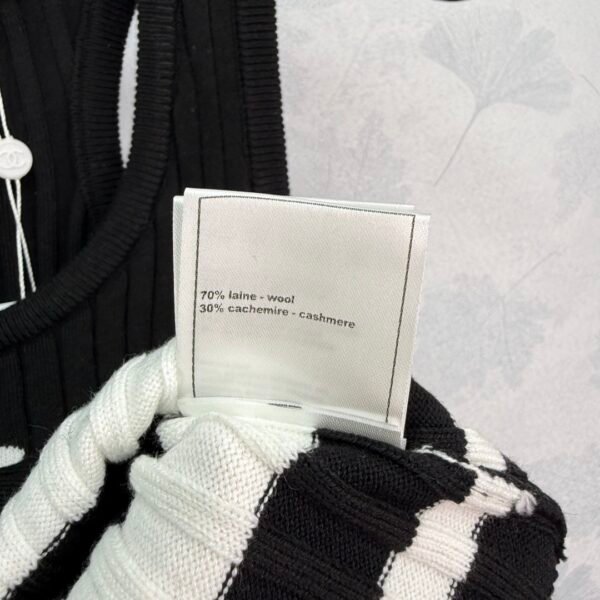 70% laine - wool
30% cachemire - cashmere